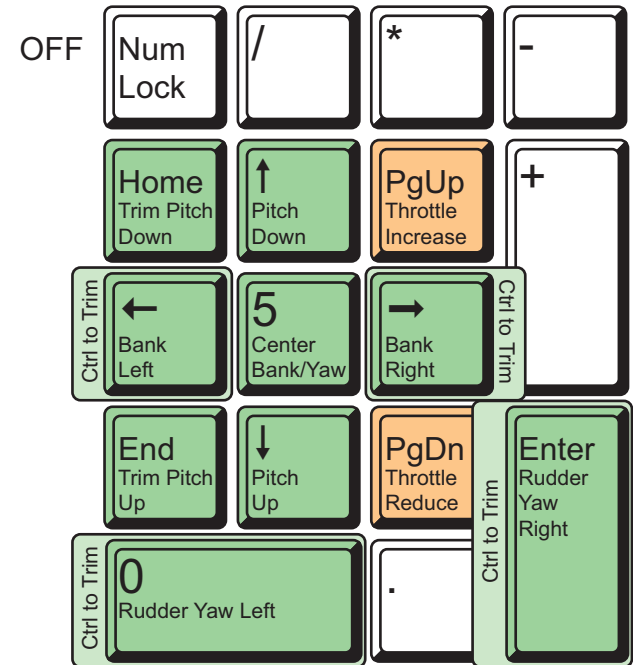 OFF
Num
Lock
/
*
-
Home
Trim Pitch
Down
↑
Pitch
Down
PgUp
Throttle
Increase
+
Ctrl to Trim
←
Bank
Left
5
Center
Bank/Yaw
→
Bank
Right
Ctrl to Trim
End
Trim Pitch
Up
↓
Pitch
Up
PgDn
Throttle
Reduce
Ctrl to Trim
Enter
Rudder
Yaw
Right
Ctrl to Trim
0
Rudder Yaw Left
.